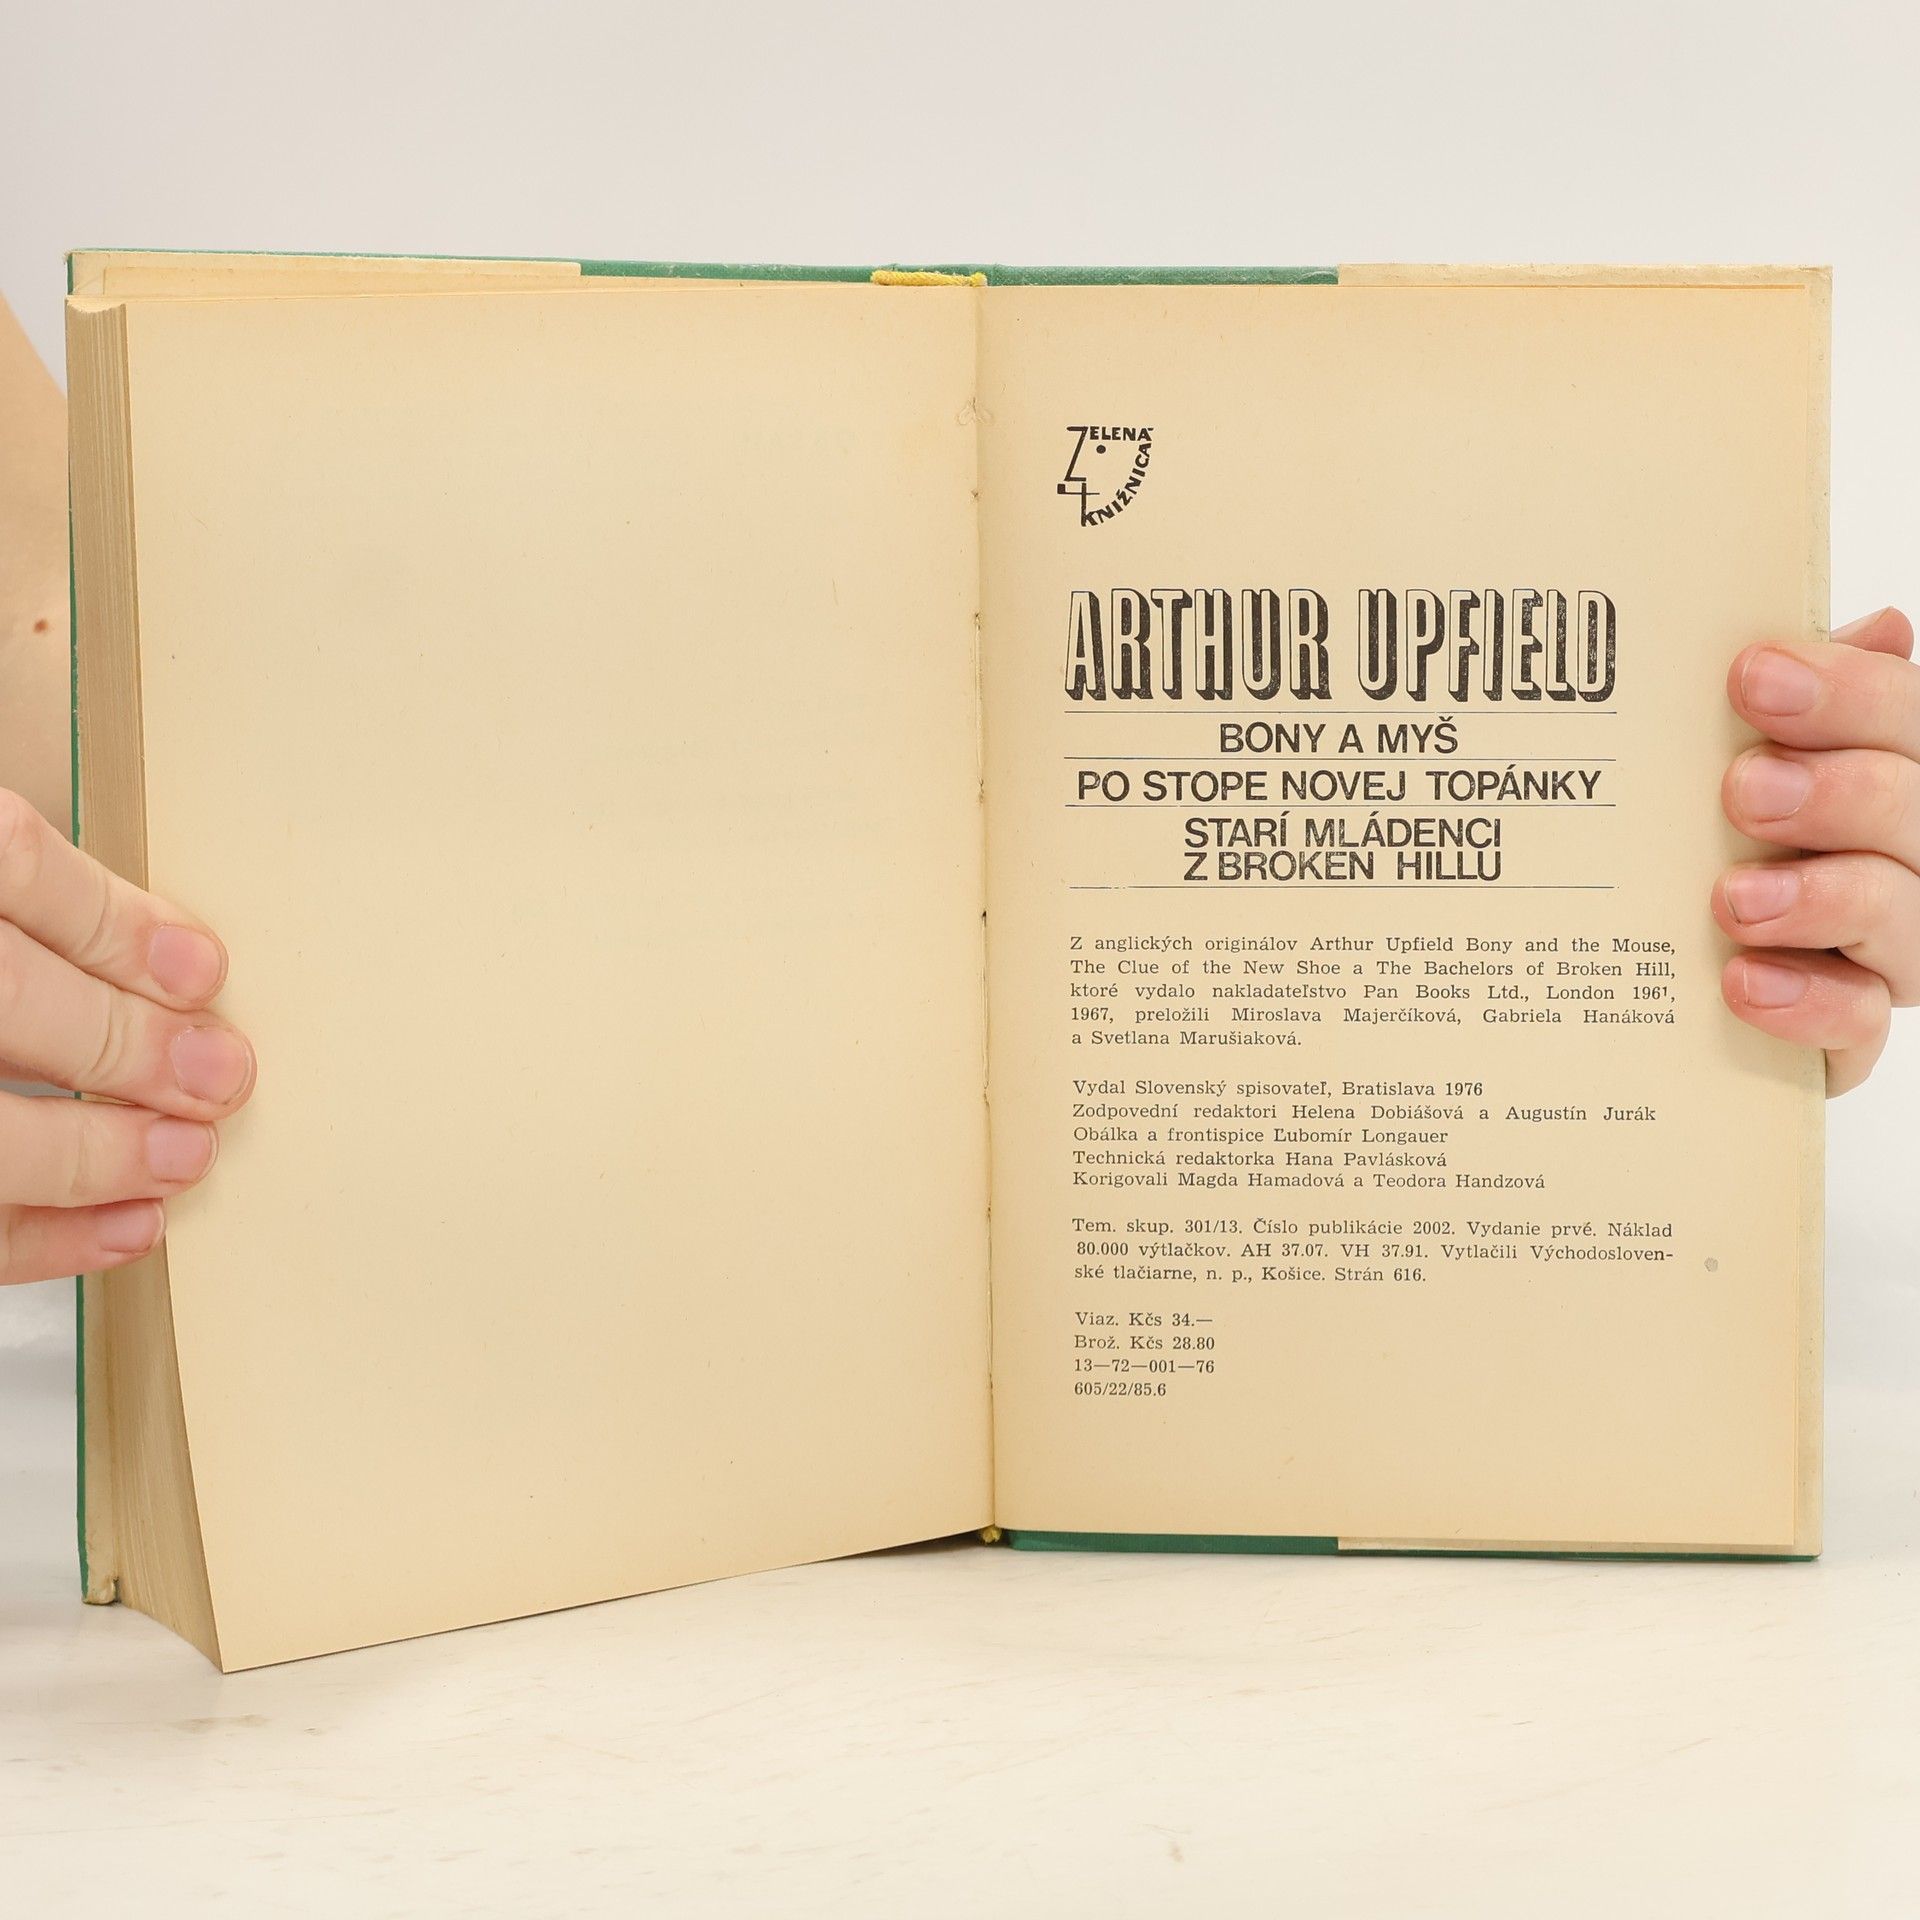 ZELENÁ
KNIŽNICA
ARTHUR UPFIELD
BONY A MYŠ
PO STOPE NOVEJ TOPÁNKY
STARÍ MLÁDENCI
Z BROKEN HILLU
Z anglických originálov Arthur Upfield Bony and the Mouse,
The Clue of the New Shoe a The Bachelors of Broken Hill,
ktoré vydalo nakladateľstvo Pan Books Ltd., London 1961,
1967, preložili Miroslava Majerčíková, Gabriela Hanáková
a Svetlana Marušiaková.
Vydal Slovenský spisovateľ, Bratislava 1976
Zodpovední redaktori Helena Dobiášová a Augustín Jurák
Obálka a frontispice Ľubomír Longauer
Technická redaktorka Hana Pavlásková
Korigovali Magda Hamadová a Teodora Handzová
Tem. skup. 301/13. Číslo publikácie 2002. Vydanie prvé. Náklad
80.000 výtlačkov. AH 37.07. VH 37.91. Vytlačili Východosloven-
ské tlačiarne, n. p., Košice. Strán 616.
Viaz. Kčs 34.—
Brož. Kčs 28.80
13—72—001—76
605/22/85.6